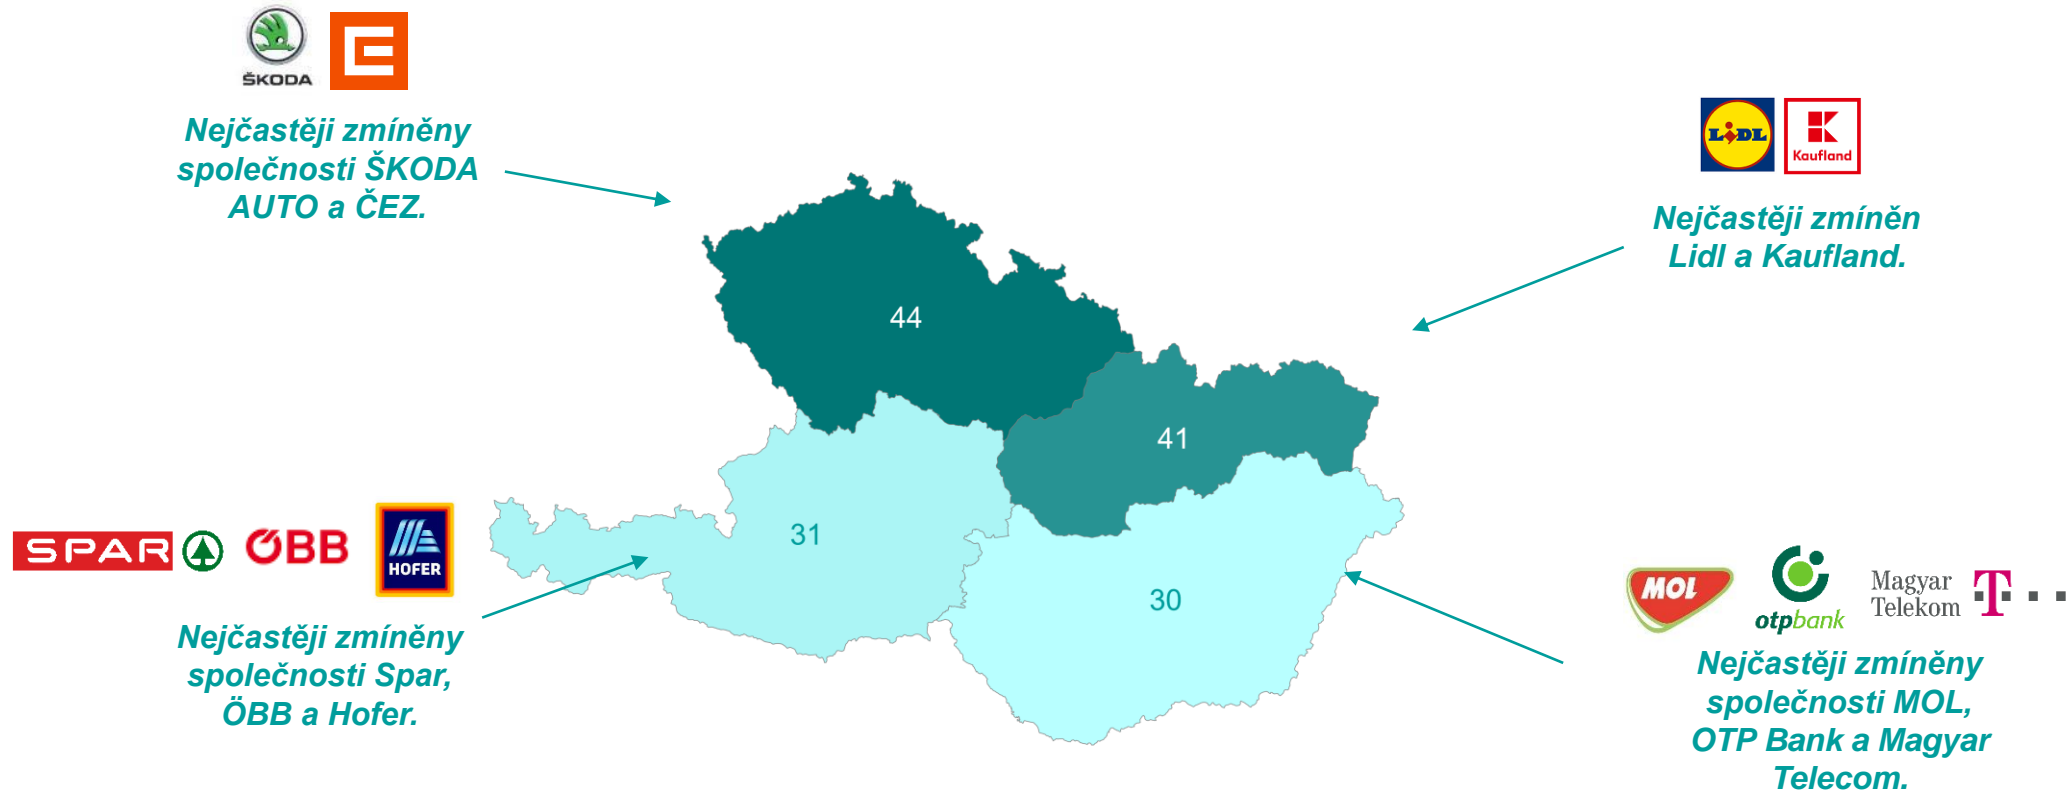 ŠKODA
Nejčastěji zmíněny
společnosti ŠKODA
AUTO a ČEZ.
LIDL
Kaufland
Nejčastěji zmíněn
Lidl a Kaufland.
44
41
31
30
SPAR
ÖBB
HOFER
Nejčastěji zmíněny
společnosti Spar,
ÖBB a Hofer.
MOL
otpbank
Magyar
Telekom
T
Nejčastěji zmíněny
společnosti MOL,
OTP Bank a Magyar
Telecom.